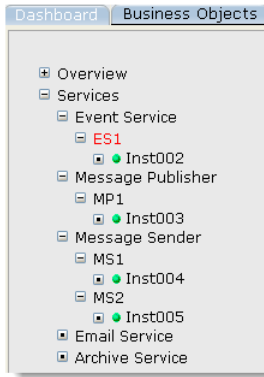 Dashboard Business Objects
Overview
Services
Event Service
ES1
Inst002
Message Publisher
MP1
Inst003
Message Sender
MS1
Inst004
MS2
Inst005
Email Service
Archive Service